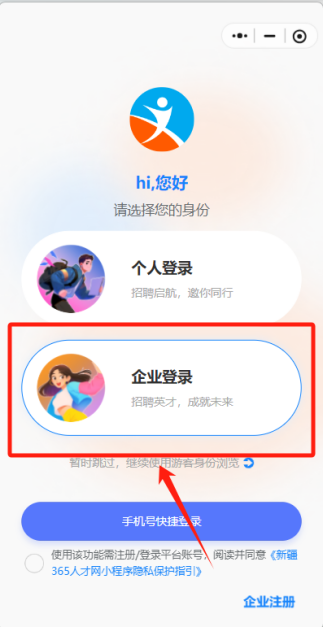 hi,您好
请选择您的身份
个人登录
招聘启航，邀你同行
企业登录
招聘英才，成就未来
暂时跳过，继续使用游客身份浏览
手机号快捷登录
使用该功能需注册/登录平台账号，阅读并同意《新疆
365人才网小程序隐私保护指引》
企业注册